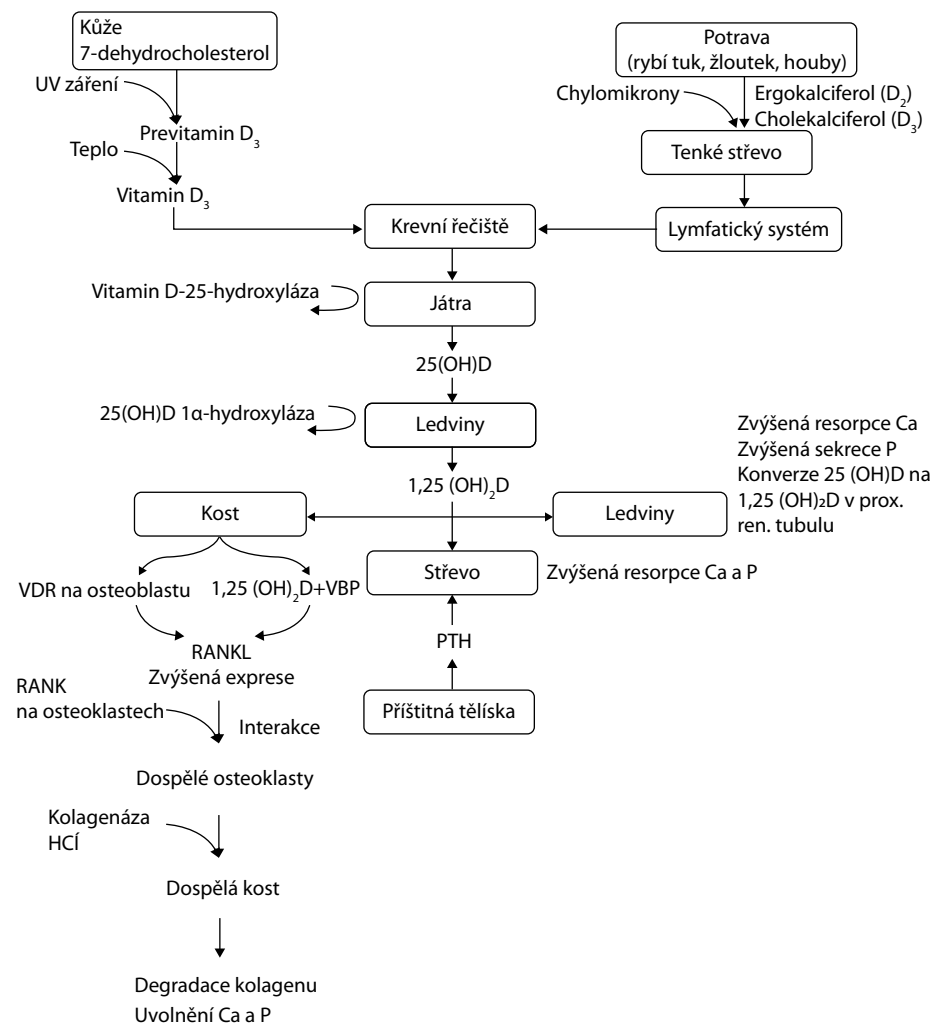 Kůže
7-dehydrocholesterol
UV záření
Previtamin D3
Teplo
Vitamin D3
Potrava
(rybí tuk, žloutek, houby)
Chylomikrony
Ergokalciferol (D2)
Cholekalciferol (D3)
Tenké střevo
Lymfatický systém
Krevní řečiště
Vitamin D-25-hydroxyláza
Játra
25(OH)D
25(OH)D 1α-hydroxyláza
Ledviny
1,25 (OH)2D
Kost
Ledviny
Zvýšená resorpce Ca
Zvýšená sekrece P
Konverze 25 (OH)D na
1,25 (OH)₂D v prox.
ren. tubulu
Střevo
Zvýšená resorpce Ca a P
VDR na osteoblastu
1,25 (OH)2D+VBP
PTH
Příštitná tělíska
RANKL
Zvýšená exprese
RANK
na osteoklastech
Interakce
Dospělé osteoklasty
Kolagenáza
HCÍ
Dospělá kost
Degradace kolagenu
Uvolnění Ca a P